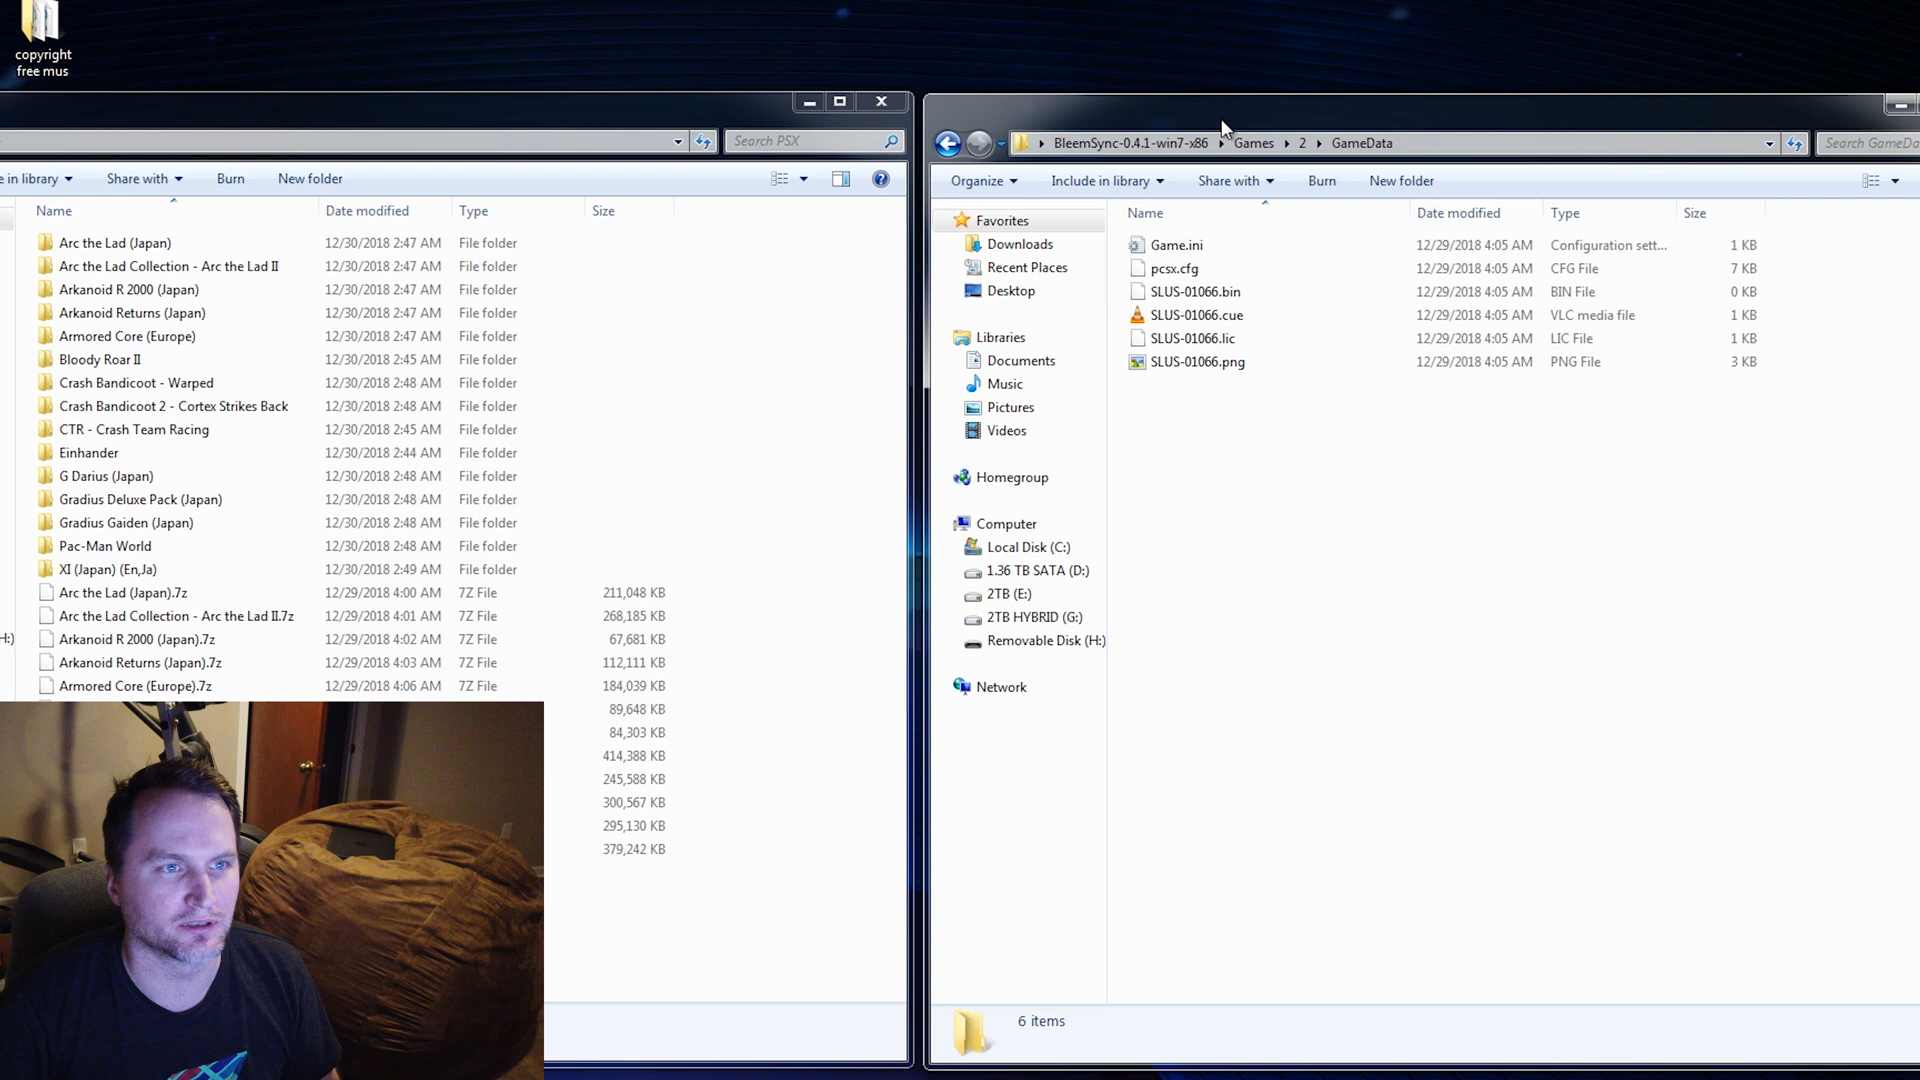 copyright
free mus
Search PSX
e in library
Share with
Burn
New folder
Name
Date modified
Type
Size
Arc the Lad (Japan) 12/30/2018 2:47 AM File folder
Arc the Lad Collection - Arc the Lad II 12/30/2018 2:47 AM File folder
Arkanoid R 2000 (Japan) 12/30/2018 2:47 AM File folder
Arkanoid Returns (Japan) 12/30/2018 2:47 AM File folder
Armored Core (Europe) 12/30/2018 2:47 AM File folder
Bloody Roar II 12/30/2018 2:45 AM File folder
Crash Bandicoot - Warped 12/30/2018 2:48 AM File folder
Crash Bandicoot 2 - Cortex Strikes Back 12/30/2018 2:48 AM File folder
CTR - Crash Team Racing 12/30/2018 2:45 AM File folder
Einhander 12/30/2018 2:44 AM File folder
G Darius (Japan) 12/30/2018 2:48 AM File folder
Gradius Deluxe Pack (Japan) 12/30/2018 2:48 AM File folder
Gradius Gaiden (Japan) 12/30/2018 2:48 AM File folder
Pac-Man World 12/30/2018 2:48 AM File folder
XI (Japan) (En,Ja) 12/30/2018 2:49 AM File folder
Arc the Lad (Japan).7z 12/29/2018 4:00 AM 7Z File 211,048 KB
Arc the Lad Collection - Arc the Lad II.7z 12/29/2018 4:01 AM 7Z File 268,185 KB
H:) Arkanoid R 2000 (Japan).7z 12/29/2018 4:02 AM 7Z File 67,681 KB
Arkanoid Returns (Japan).7z 12/29/2018 4:03 AM 7Z File 112,111 KB
Armored Core (Europe).7z 12/29/2018 4:06 AM 7Z File 184,039 KB
89,648 KB
84,303 KB
414,388 KB
245,588 KB
300,567 KB
295,130 KB
379,242 KB
BleemSync-0.4.1-win7-x86 Games 2 GameData
Search GameDa
Organize
Include in library
Share with
Burn
New folder
Favorites
Downloads
Recent Places
Desktop
Libraries
Documents
Music
Pictures
Videos
Homegroup
Computer
Local Disk (C:)
1.36 TB SATA (D:)
2TB (E:)
2TB HYBRID (G:)
Removable Disk (H:)
Network
Name
Date modified
Type
Size
Game.ini 12/29/2018 4:05 AM Configuration sett... 1 KB
pcsx.cfg 12/29/2018 4:05 AM CFG File 7 KB
SLUS-01066.bin 12/29/2018 4:05 AM BIN File 0 KB
SLUS-01066.cue 12/29/2018 4:05 AM VLC media file 1 KB
SLUS-01066.lic 12/29/2018 4:05 AM LIC File 1 KB
SLUS-01066.png 12/29/2018 4:05 AM PNG File 3 KB
6 items